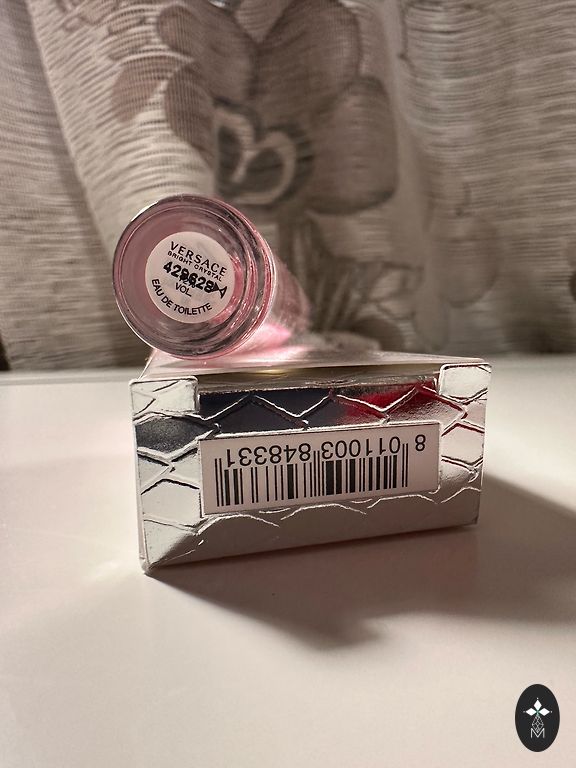 VERSACE
BRIGHT CRYSTAL
VOL
EAU DE TOILETTE
8 011003 848331